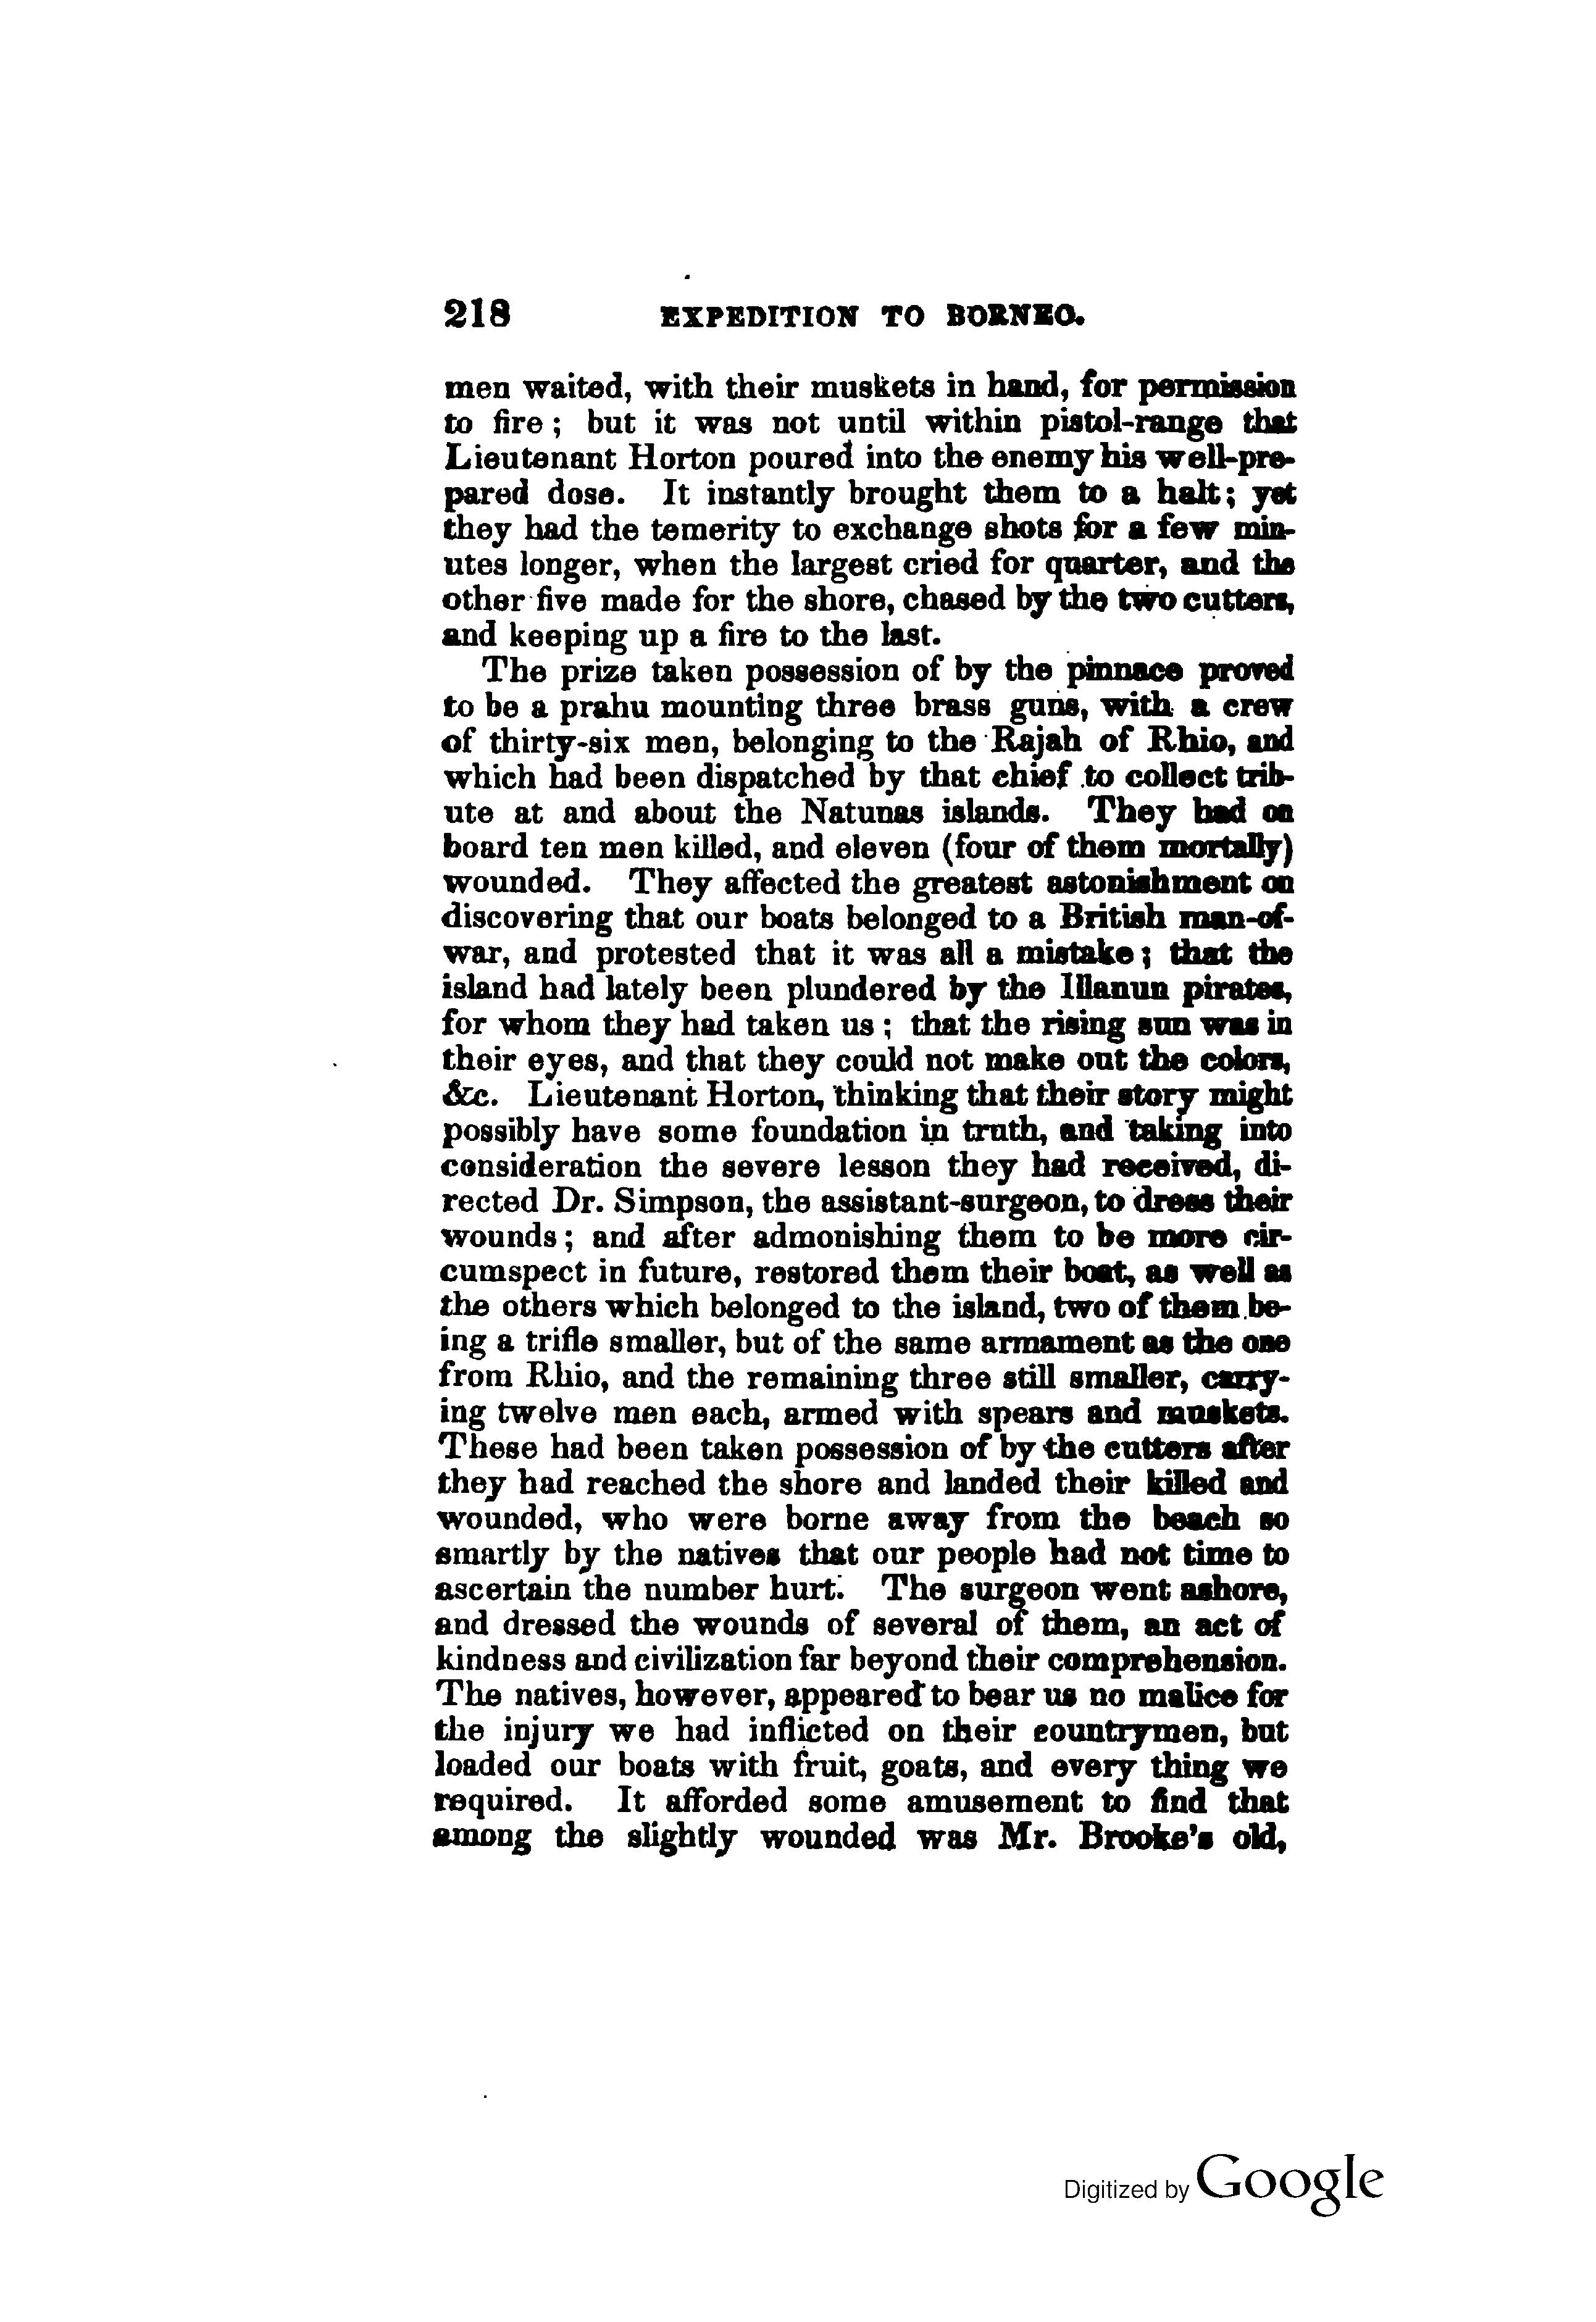 218 EXPEDITION TO BORNEO.
men waited, with their muskets in hand, for permission
to fire; but it was not until within pistol-range that
Lieutenant Horton poured into the enemy his well-pre-
pared dose. It instantly brought them to a halt; yet
they had the temerity to exchange shots for a few min-
utes longer, when the largest cried for quarter, and the
other five made for the shore, chased by the two cutters,
and keeping up a fire to the last.
The prize taken possession of by the pinnace proved
to be a prahu mounting three brass guns, with a crew
of thirty-six men, belonging to the Rajah of Rhio, and
which had been dispatched by that chief to collect trib-
ute at and about the Natunas islands. They had on
board ten men killed, and eleven (four of them mortally)
wounded. They affected the greatest astonishment on
discovering that our boats belonged to a British man-of-
war, and protested that it was all a mistake; that the
island had lately been plundered by the Illanun pirates,
for whom they had taken us; that the rising sun was in
their eyes, and that they could not make out the colors,
&c. Lieutenant Horton, thinking that their story might
possibly have some foundation in truth, and taking into
consideration the severe lesson they had received, di-
rected Dr. Simpson, the assistant-surgeon, to dress their
wounds; and after admonishing them to be more cir-
cumspect in future, restored them their boat, as well as
the others which belonged to the island, two of them be-
ing a trifle smaller, but of the same armament as the one
from Rhio, and the remaining three still smaller, carry-
ing twelve men each, armed with spears and muskets.
These had been taken possession of by the cutters after
they had reached the shore and landed their killed and
wounded, who were borne away from the beach so
smartly by the natives that our people had not time to
ascertain the number hurt. The surgeon went ashore,
and dressed the wounds of several of them, an act of
kindness and civilization far beyond their comprehension.
The natives, however, appeared to bear us no malice for
the injury we had inflicted on their countrymen, but
loaded our boats with fruit, goats, and every thing we
required. It afforded some amusement to find that
among the slightly wounded was Mr. Brooke's old,
Digitized by Google